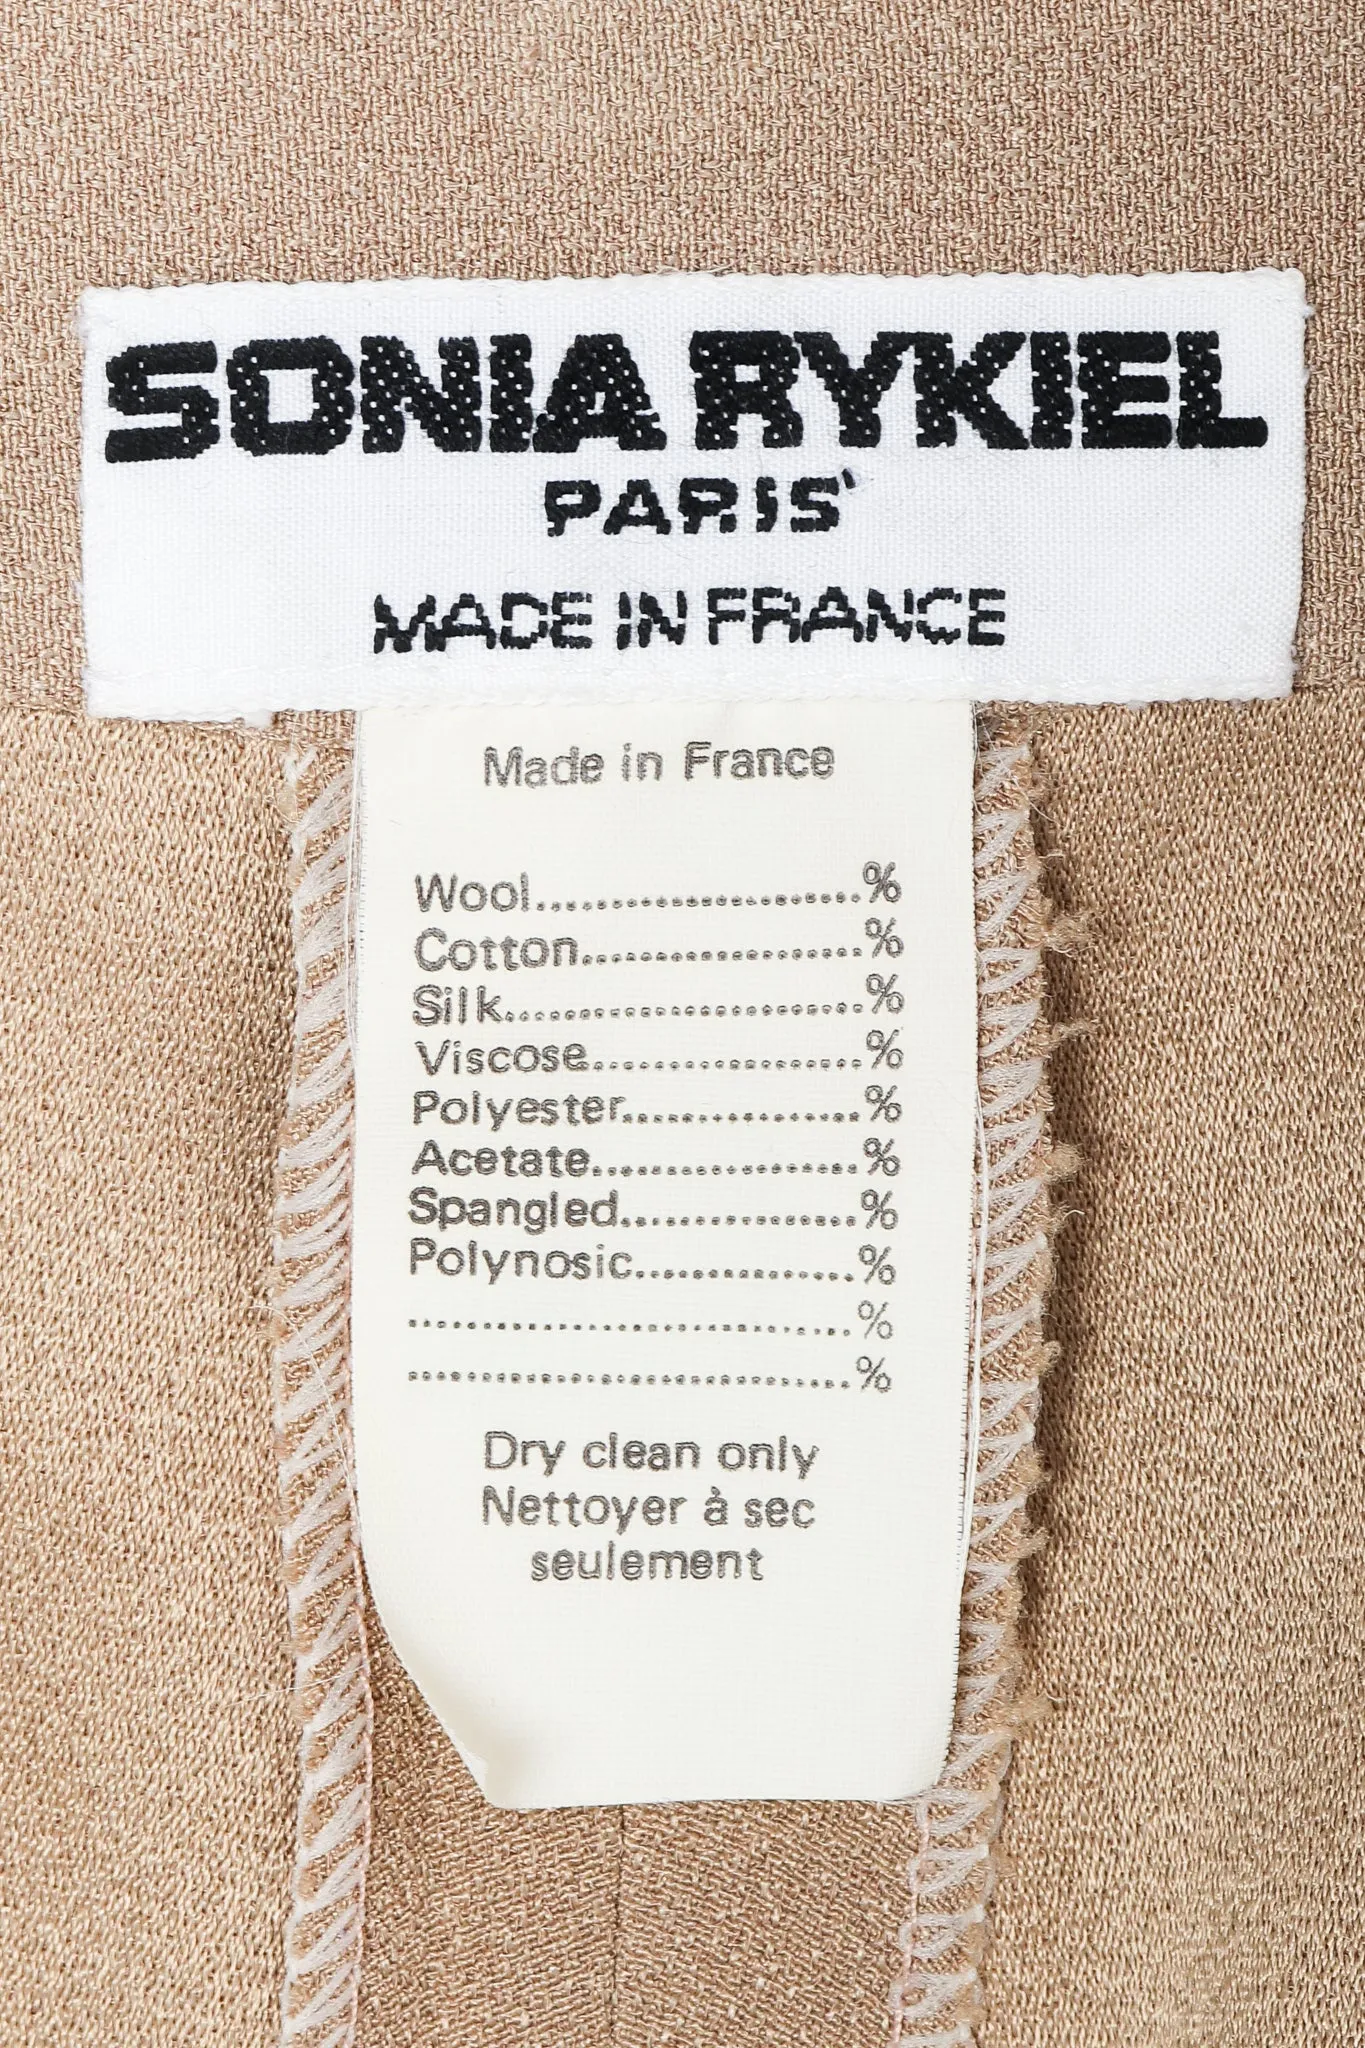 SONIA RYKIEL
PARIS
MADE IN FRANCE
Made in France
Wool......................%
Cotton...................%
Silk........................%
Viscose..................%
Polyester................%
Acetate..................%
Spangled................%
Polynosic...............%
..............................%
..............................%
Dry clean only
Nettoyer à sec
seulement